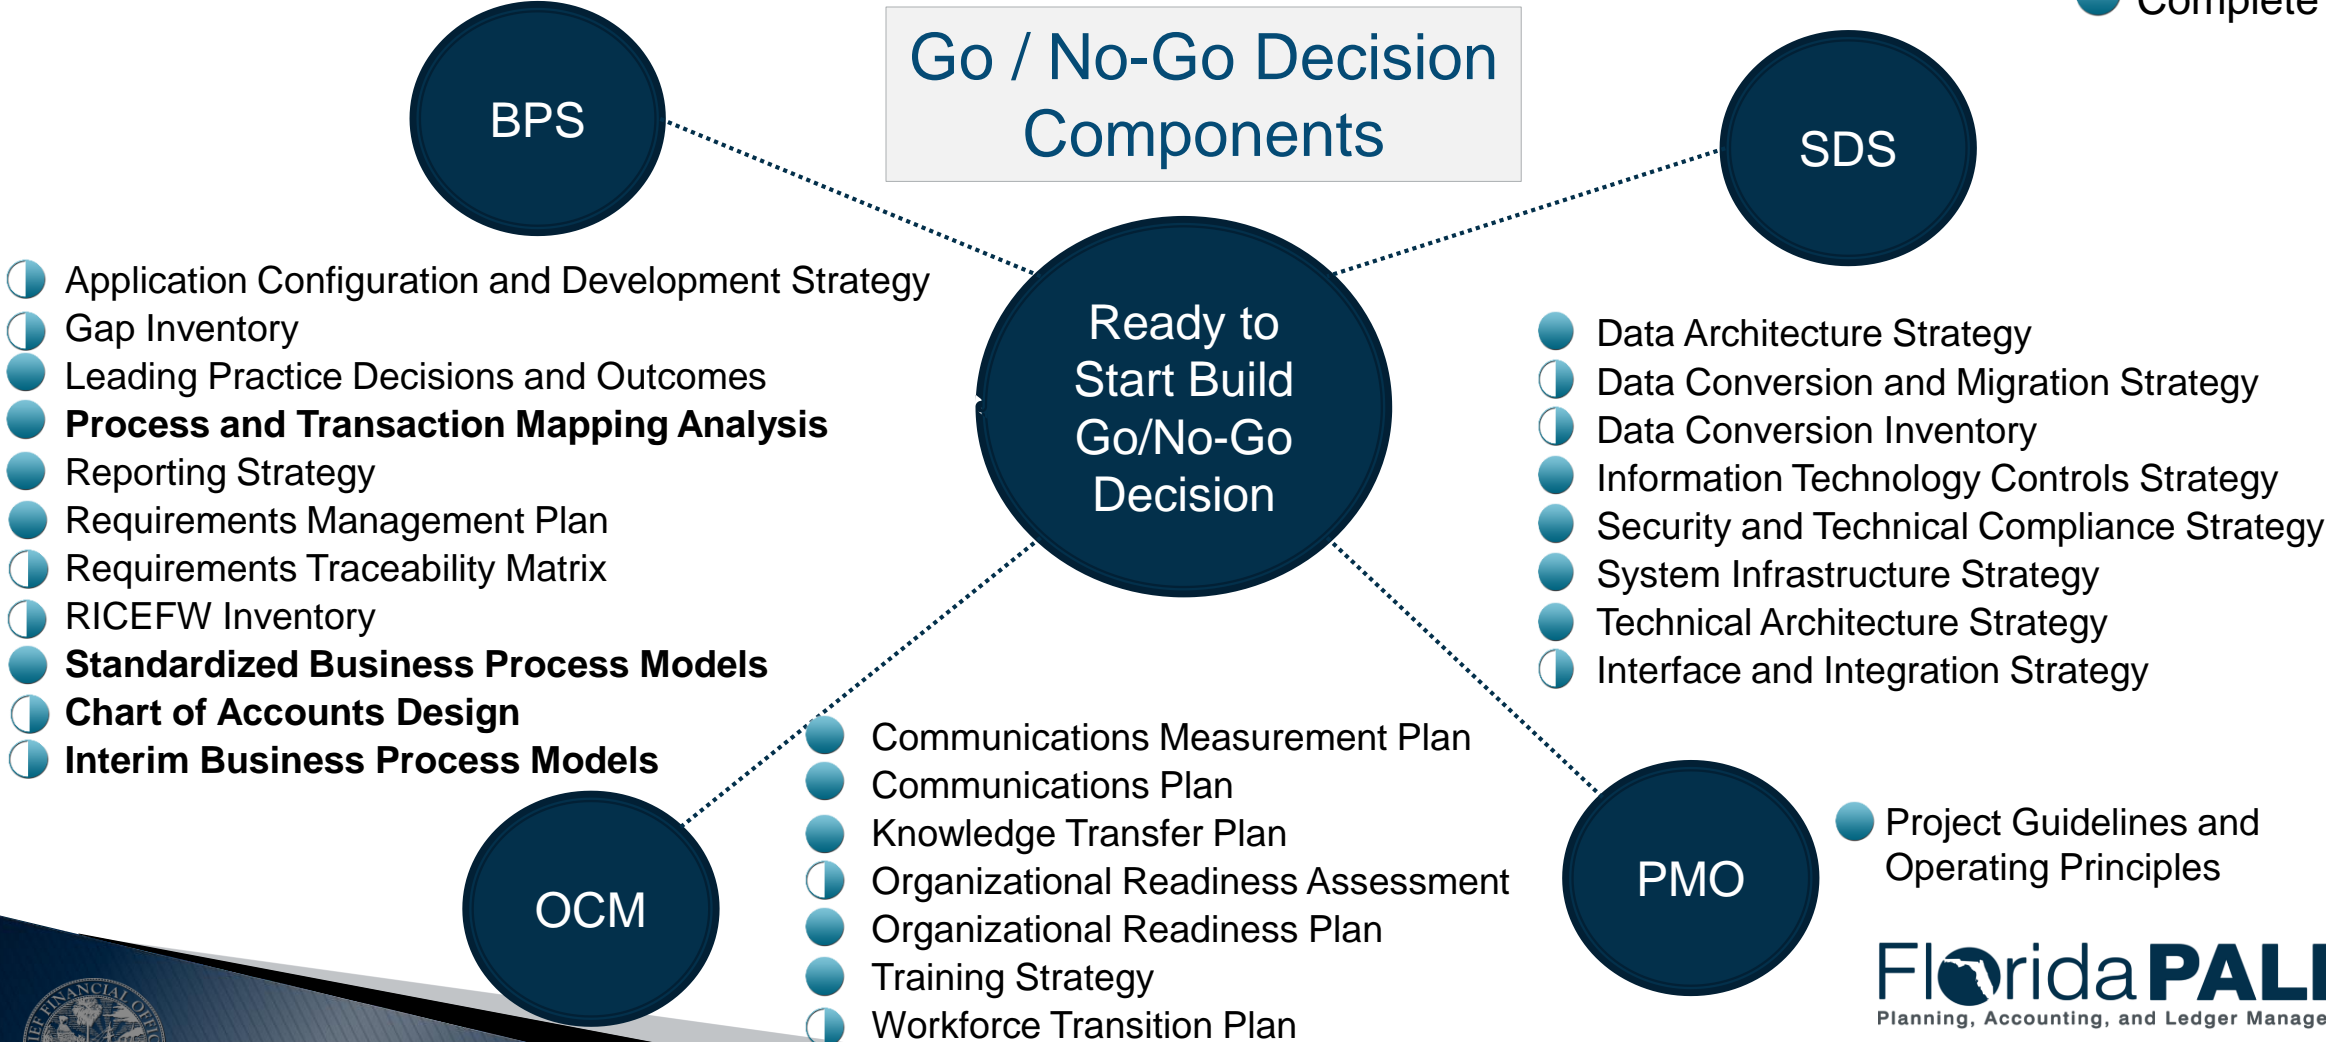 Complete
Go / No-Go Decision
Components
BPS
SDS
Ready to
Start Build
Go/No-Go
Decision
Application Configuration and Development Strategy
Gap Inventory
Leading Practice Decisions and Outcomes
Process and Transaction Mapping Analysis
Reporting Strategy
Requirements Management Plan
Requirements Traceability Matrix
RICEFW Inventory
Standardized Business Process Models
Chart of Accounts Design
Interim Business Process Models
Data Architecture Strategy
Data Conversion and Migration Strategy
Data Conversion Inventory
Information Technology Controls Strategy
Security and Technical Compliance Strategy
System Infrastructure Strategy
Technical Architecture Strategy
Interface and Integration Strategy
OCM
Communications Measurement Plan
Communications Plan
Knowledge Transfer Plan
Organizational Readiness Assessment
Organizational Readiness Plan
Training Strategy
Workforce Transition Plan
PMO
Project Guidelines and
Operating Principles
Florida PAL
Planning, Accounting, and Ledger Manage
FINANCIAL